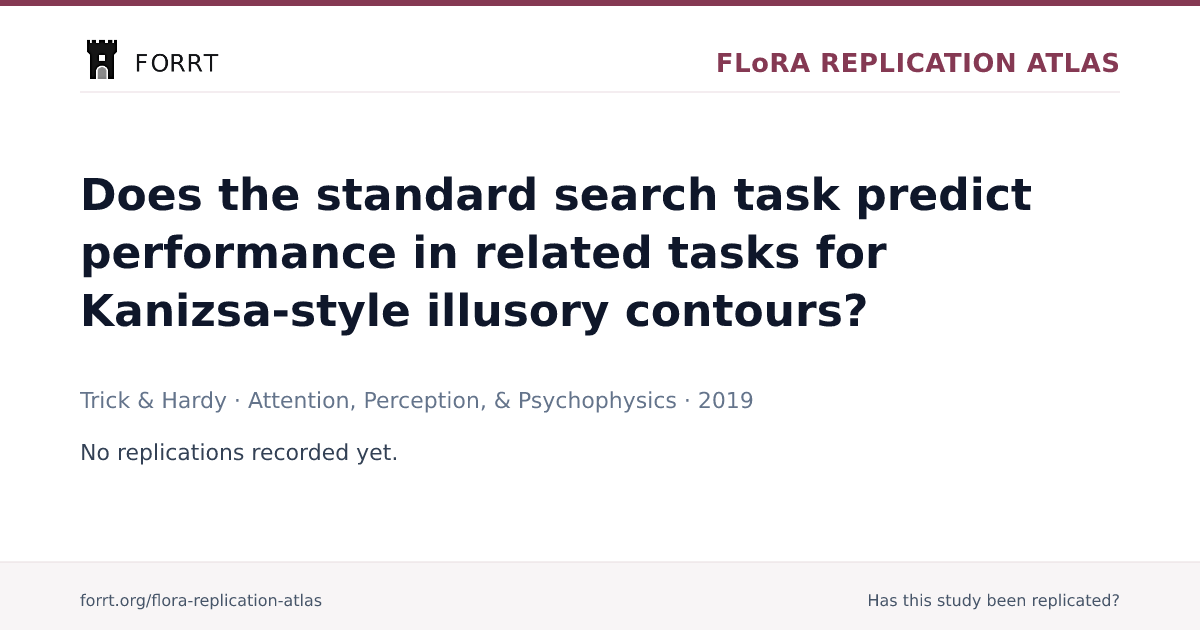 FORRT
FLoRA REPLICATION ATLAS
Does the standard search task predict
performance in related tasks for
Kanizsa-style illusory contours?
Trick & Hardy · Attention, Perception, & Psychophysics · 2019
No replications recorded yet.
forrt.org/flora-replication-atlas
Has this study been replicated?